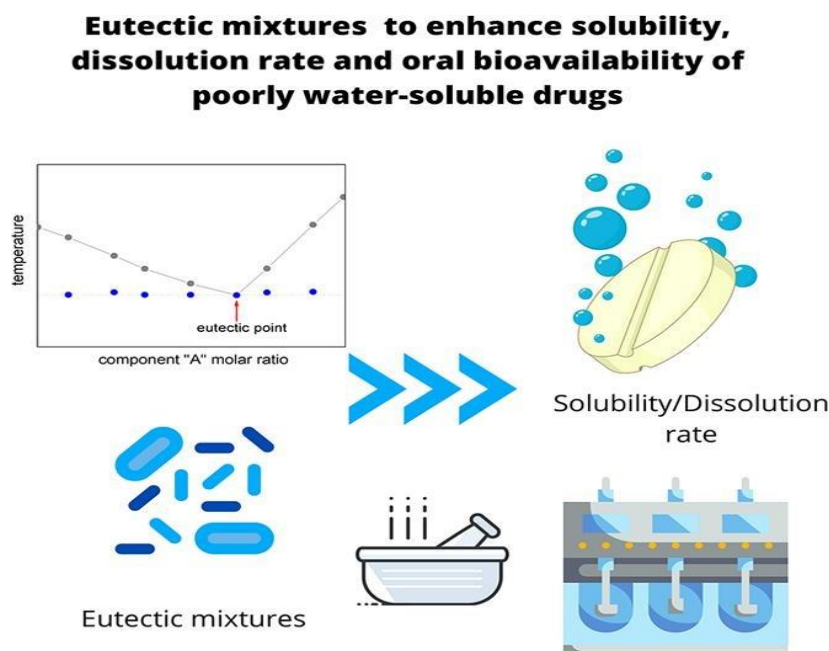 Eutectic mixtures to enhance solubility,
dissolution rate and oral bioavailability of
poorly water-soluble drugs
temperature
eutectic point
component "A" molar ratio
Solubility/Dissolution
rate
Eutectic mixtures